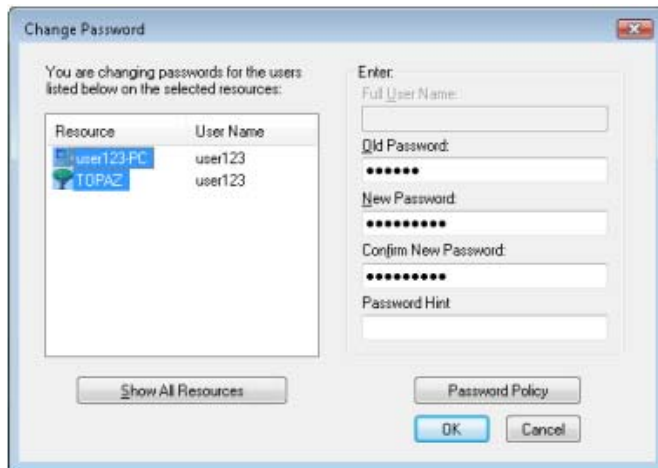 Change Password
You are changing passwords for the users
listed below on the selected resources:
Resource User Name
user123-PC user123
TOPAZ user123
Show All Resources
Enter:
Full User Name:
Old Password:
●●●●●●
New Password:
●●●●●●●●●
Confirm New Password:
●●●●●●●●●
Password Hint
Password Policy
OK Cancel